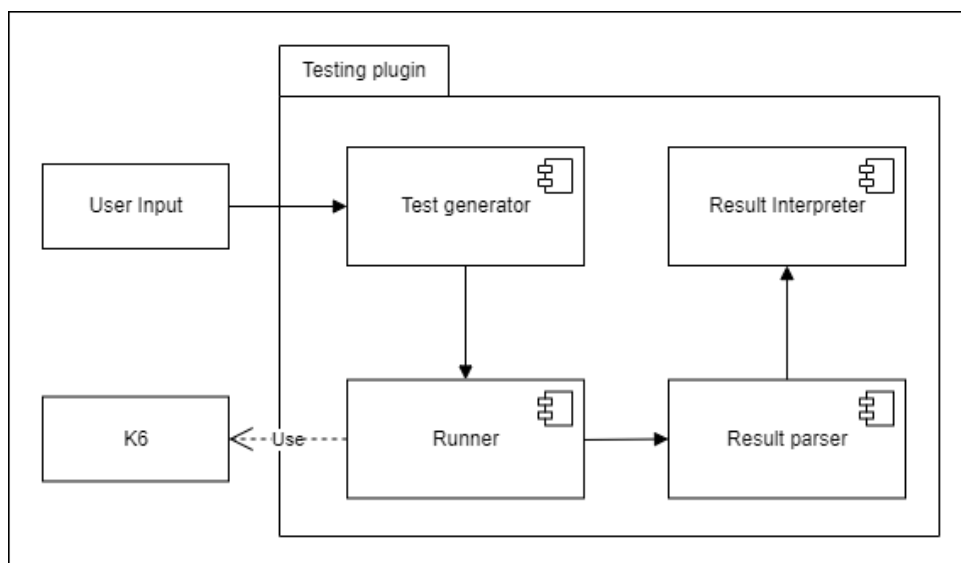 Testing plugin
User Input
Test generator
Result Interpreter
K6
Use
Runner
Result parser